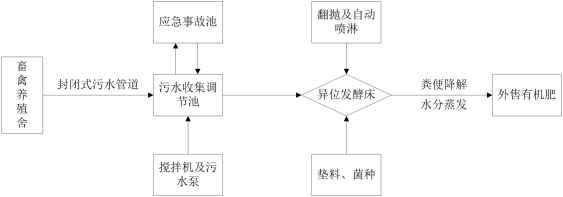 应急事故池
翻抛及自动
喷淋
畜
禽
养
殖
舍
封闭式污水管道
污水收集调
节池
异位发酵床
粪便降解
水分蒸发
外售有机肥
搅拌机及污
水泵
垫料、菌种